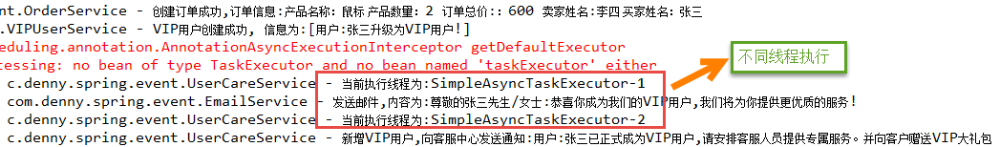 nt.OrderService - 创建订单成功,订单信息:产品名称: 鼠标 产品数量: 2 订单总价:: 600 卖家姓名:李四 买家姓名: 张三
.VIPUserService - VIP用户创建成功, 信息为:[用户:张三升级为VIP用户!]
eduling.annotation.AnnotationAsyncExecutionInterceptor getDefaultExecutor
essing: no bean of type TaskExecutor and no bean named 'taskExecutor' either
不同线程执行
c.denny.spring.event.UserCareService - 当前执行线程为:SimpleAsyncTaskExecutor-1
com.denny.spring.event.EmailService - 发送邮件,内容为:尊敬的张三先生/女士:恭喜你成为我们的VIP用户,我们将为你提供更优质的服务!
c.denny.spring.event.UserCareService - 当前执行线程为:SimpleAsyncTaskExecutor-2
c.denny.spring.event.UserCareService - 新增VIP用户,向客服中心发送通知:用户:张三已正式成为VIP用户,请安排客服人员提供专属服务。并向客户赠送VIP大礼包